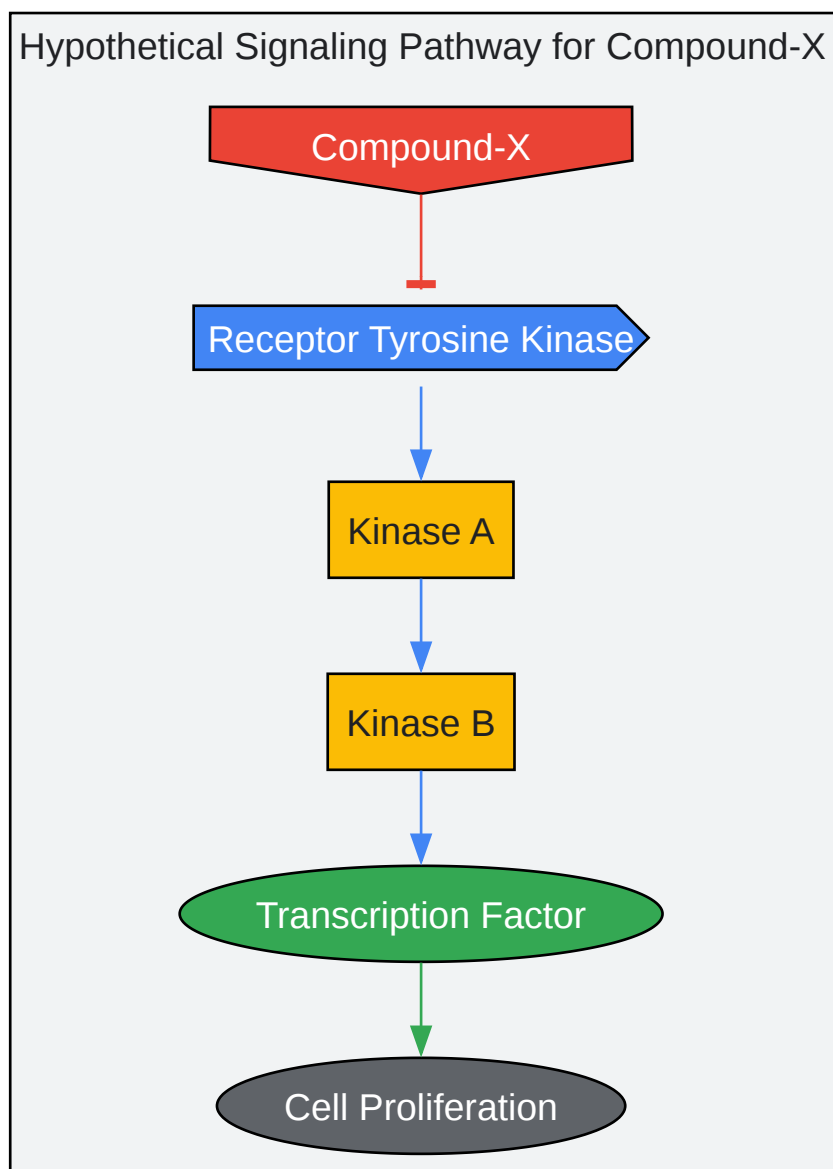 Hypothetical Signaling Pathway for Compound-X
Compound-X
Receptor Tyrosine Kinase
Kinase A
Kinase B
Transcription Factor
Cell Proliferation